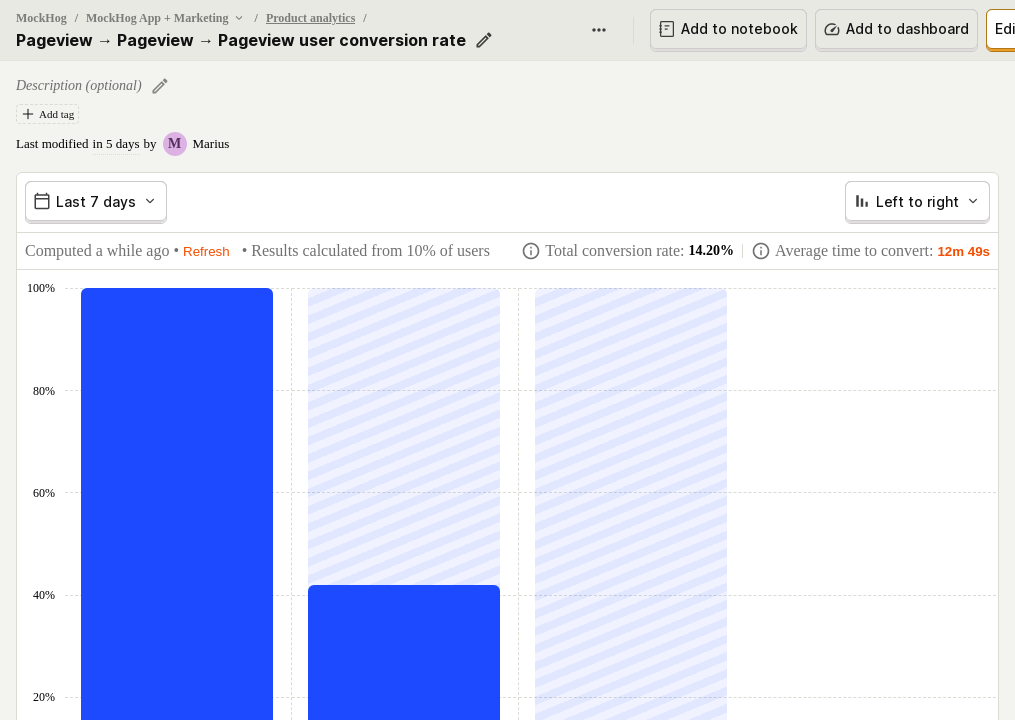 MockHog / MockHog App + Marketing / Product analytics /
Pageview → Pageview → Pageview user conversion rate
Add to notebook
Add to dashboard
Edi
Description (optional)
Add tag
Last modified in 5 days by M Marius
Last 7 days
Left to right
Computed a while ago • Refresh • Results calculated from 10% of users
Total conversion rate: 14.20%
Average time to convert: 12m 49s
100%
80%
60%
40%
20%